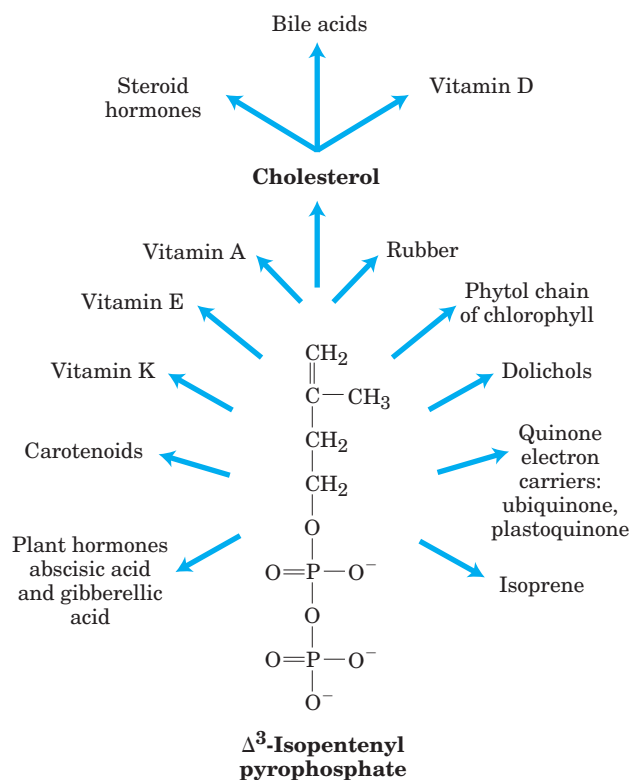 Bile acids
Steroid
hormones
Vitamin D
Cholesterol
Vitamin A
Rubber
Vitamin E
Phytol chain
of chlorophyll
Vitamin K
Dolichols
Carotenoids
Quinone
electron
carriers:
ubiquinone,
plastoquinone
Plant hormones
abscisic acid
and gibberellic
acid
Isoprene
CH₂
C—CH₃
CH₂
CH₂
O
O=P—O⁻
O
O=P—O⁻
O⁻
Δ³-Isopentenyl
pyrophosphate